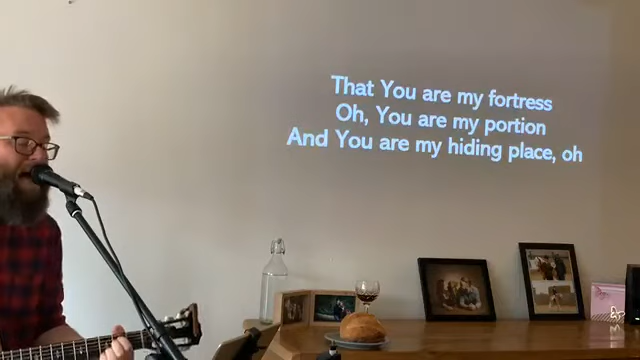 That You are my fortress
Oh, You are my portion
And You are my hiding place, oh